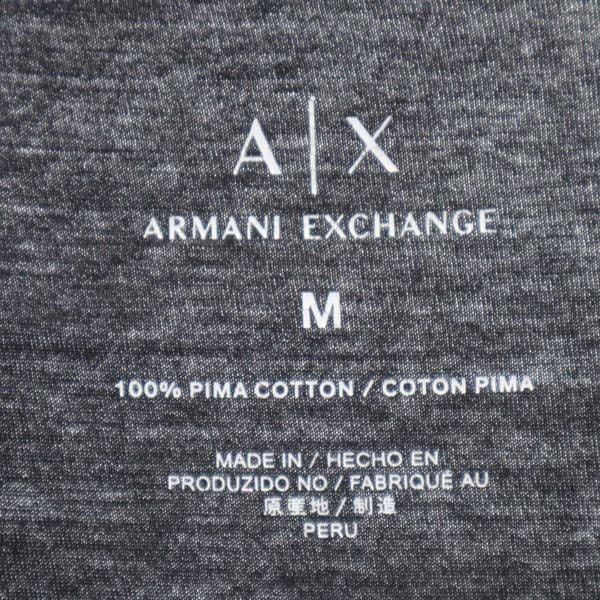 A|X
ARMANI EXCHANGE
M
100% PIMA COTTON / COTON PIMA
MADE IN / HECHO EN
PRODUZIDO NO / FABRIQUÉ AU
原産地 / 制造
PERU